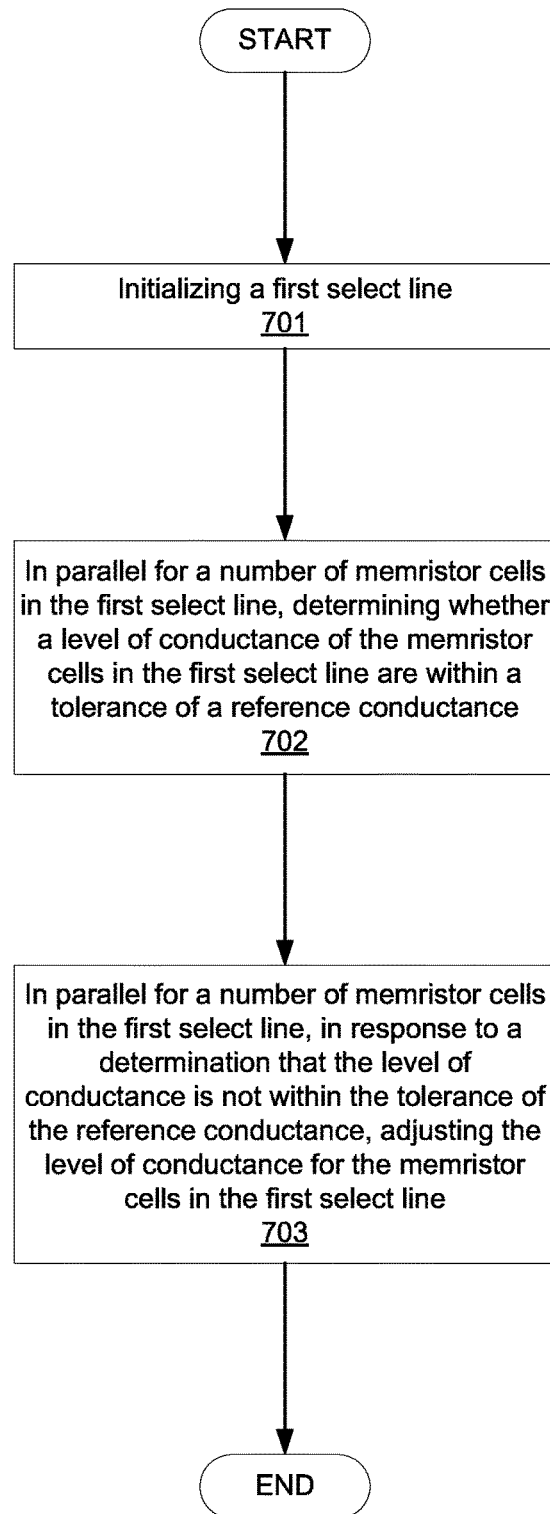 START
Initializing a first select line
701
In parallel for a number of memristor cells
in the first select line, determining whether
a level of conductance of the memristor
cells in the first select line are within a
tolerance of a reference conductance
702
In parallel for a number of memristor cells
in the first select line, in response to a
determination that the level of
conductance is not within the tolerance of
the reference conductance, adjusting the
level of conductance for the memristor
cells in the first select line
703
END